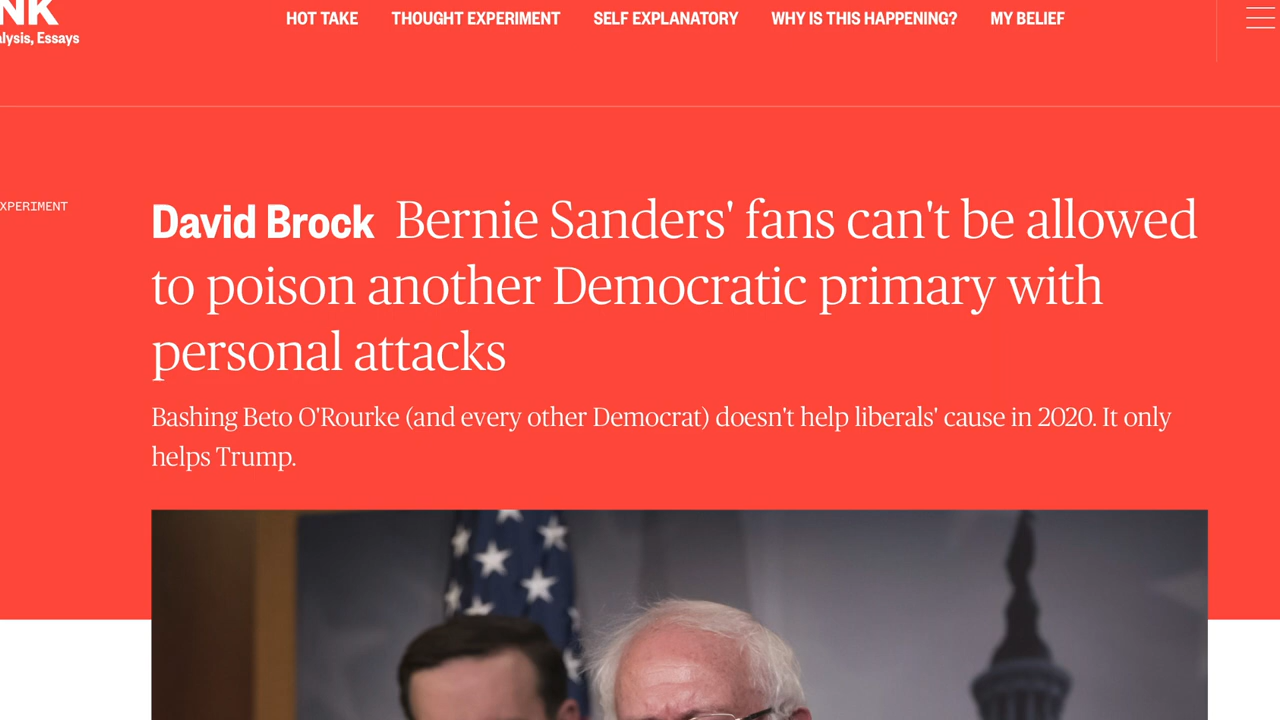 NK
HOT TAKE THOUGHT EXPERIMENT SELF EXPLANATORY WHY IS THIS HAPPENING? MY BELIEF
alysis, Essays
XPERIMENT
David Brock Bernie Sanders' fans can't be allowed
to poison another Democratic primary with
personal attacks
Bashing Beto O'Rourke (and every other Democrat) doesn't help liberals' cause in 2020. It only
helps Trump.